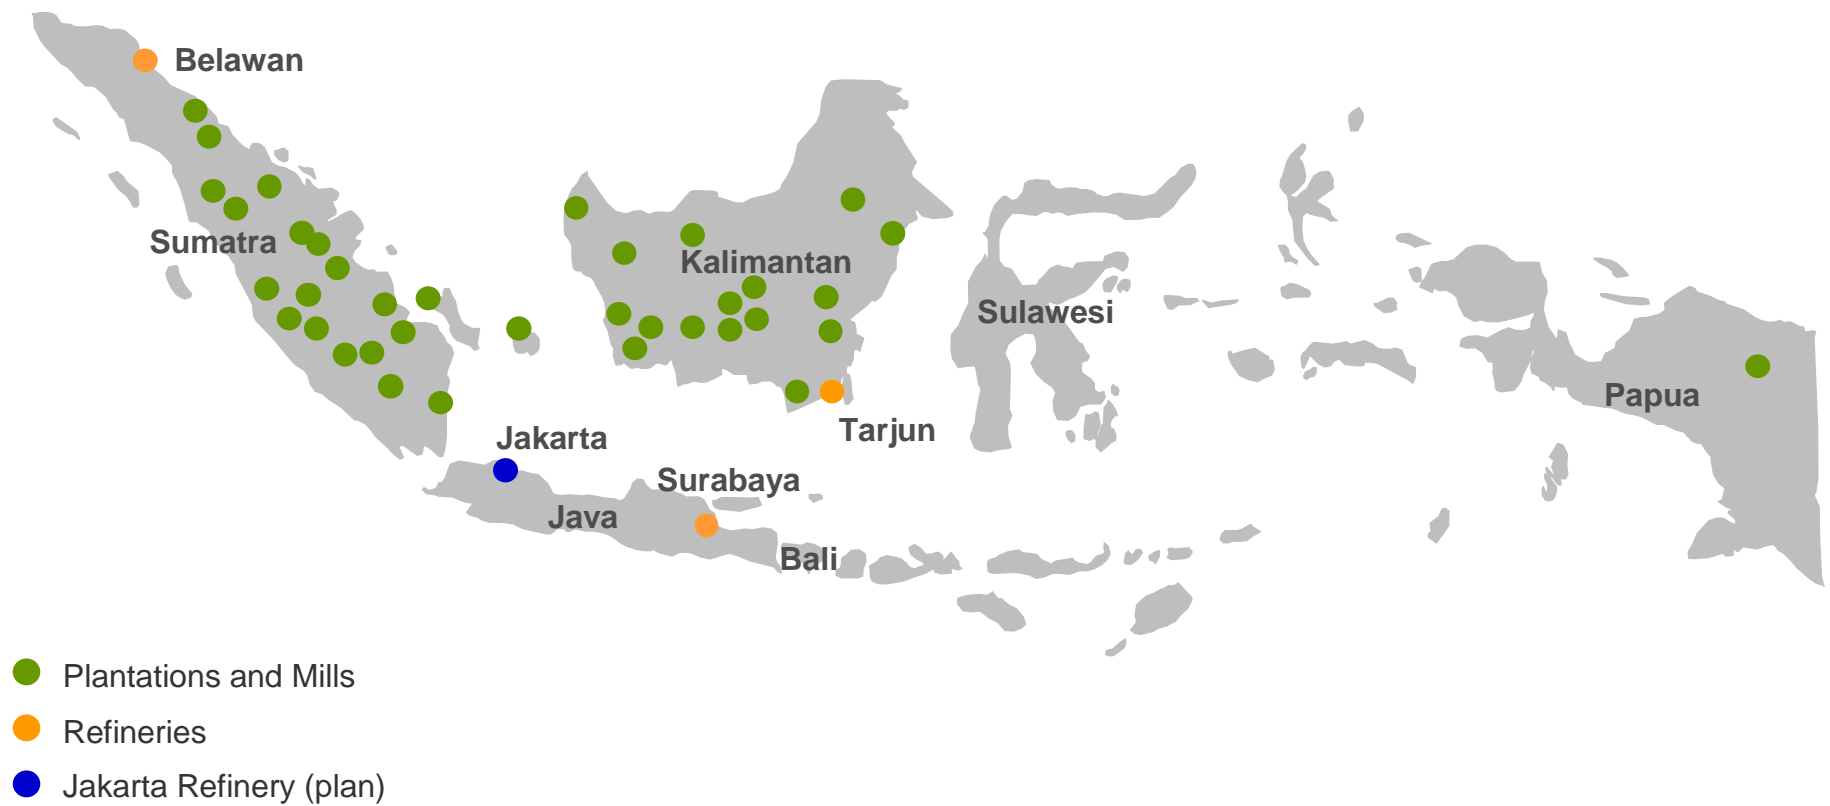 Belawan
Sumatra
Kalimantan
Sulawesi
Papua
Tarjun
Jakarta
Surabaya
Java
Bali
Plantations and Mills
Refineries
Jakarta Refinery (plan)